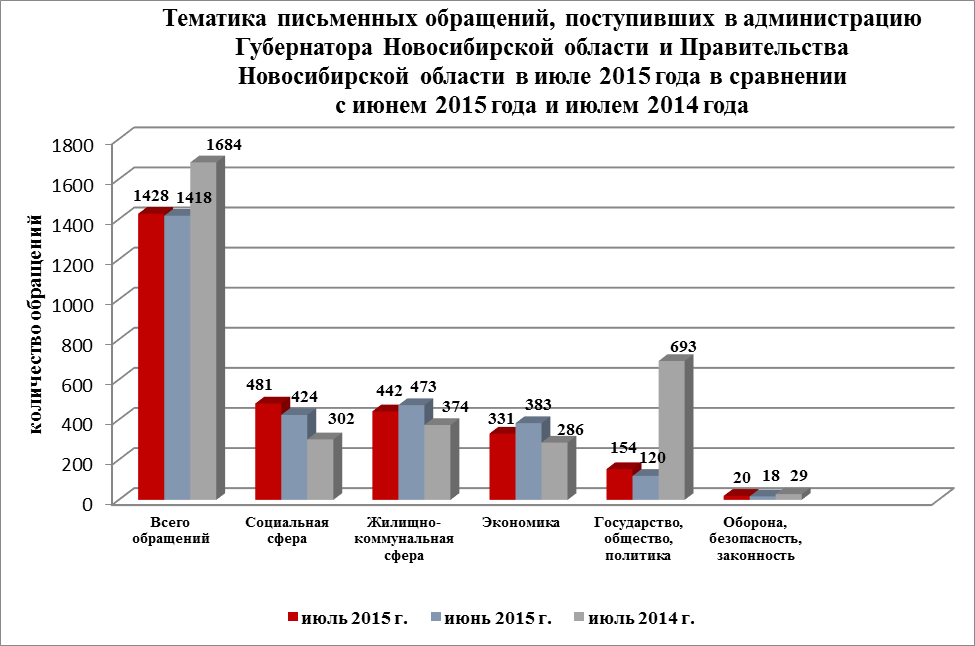 Тематика письменных обращений, поступивших в администрацию
Губернатора Новосибирской области и Правительства
Новосибирской области в июле 2015 года в сравнении
с июнем 2015 года и июлем 2014 года
количество обращений
1800
1600
1400
1200
1000
800
600
400
200
0
1428 1418 1684
481 424 302
442 473 374
331 383 286
154 120 693
20 18 29
Всего
обращений
Социальная
сфера
Жилищно-
коммунальная
сфера
Экономика
Государство,
общество,
политика
Оборона,
безопасность,
законность
июль 2015 г. июнь 2015 г. июль 2014 г.